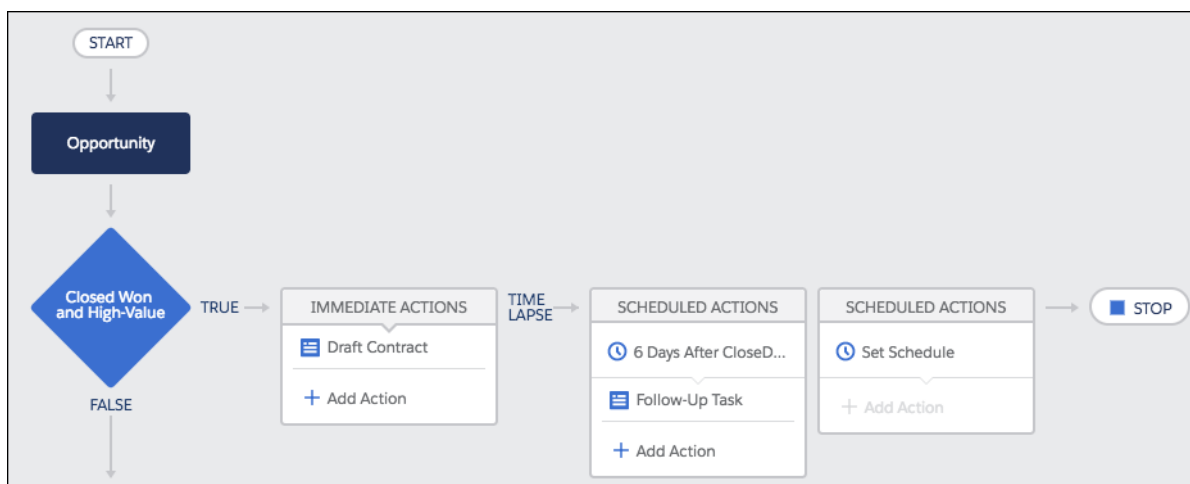 START
Opportunity
Closed Won
and High-Value
TRUE
FALSE
IMMEDIATE ACTIONS
Draft Contract
+ Add Action
TIME
LAPSE
SCHEDULED ACTIONS
6 Days After CloseD...
Follow-Up Task
+ Add Action
SCHEDULED ACTIONS
Set Schedule
+ Add Action
STOP